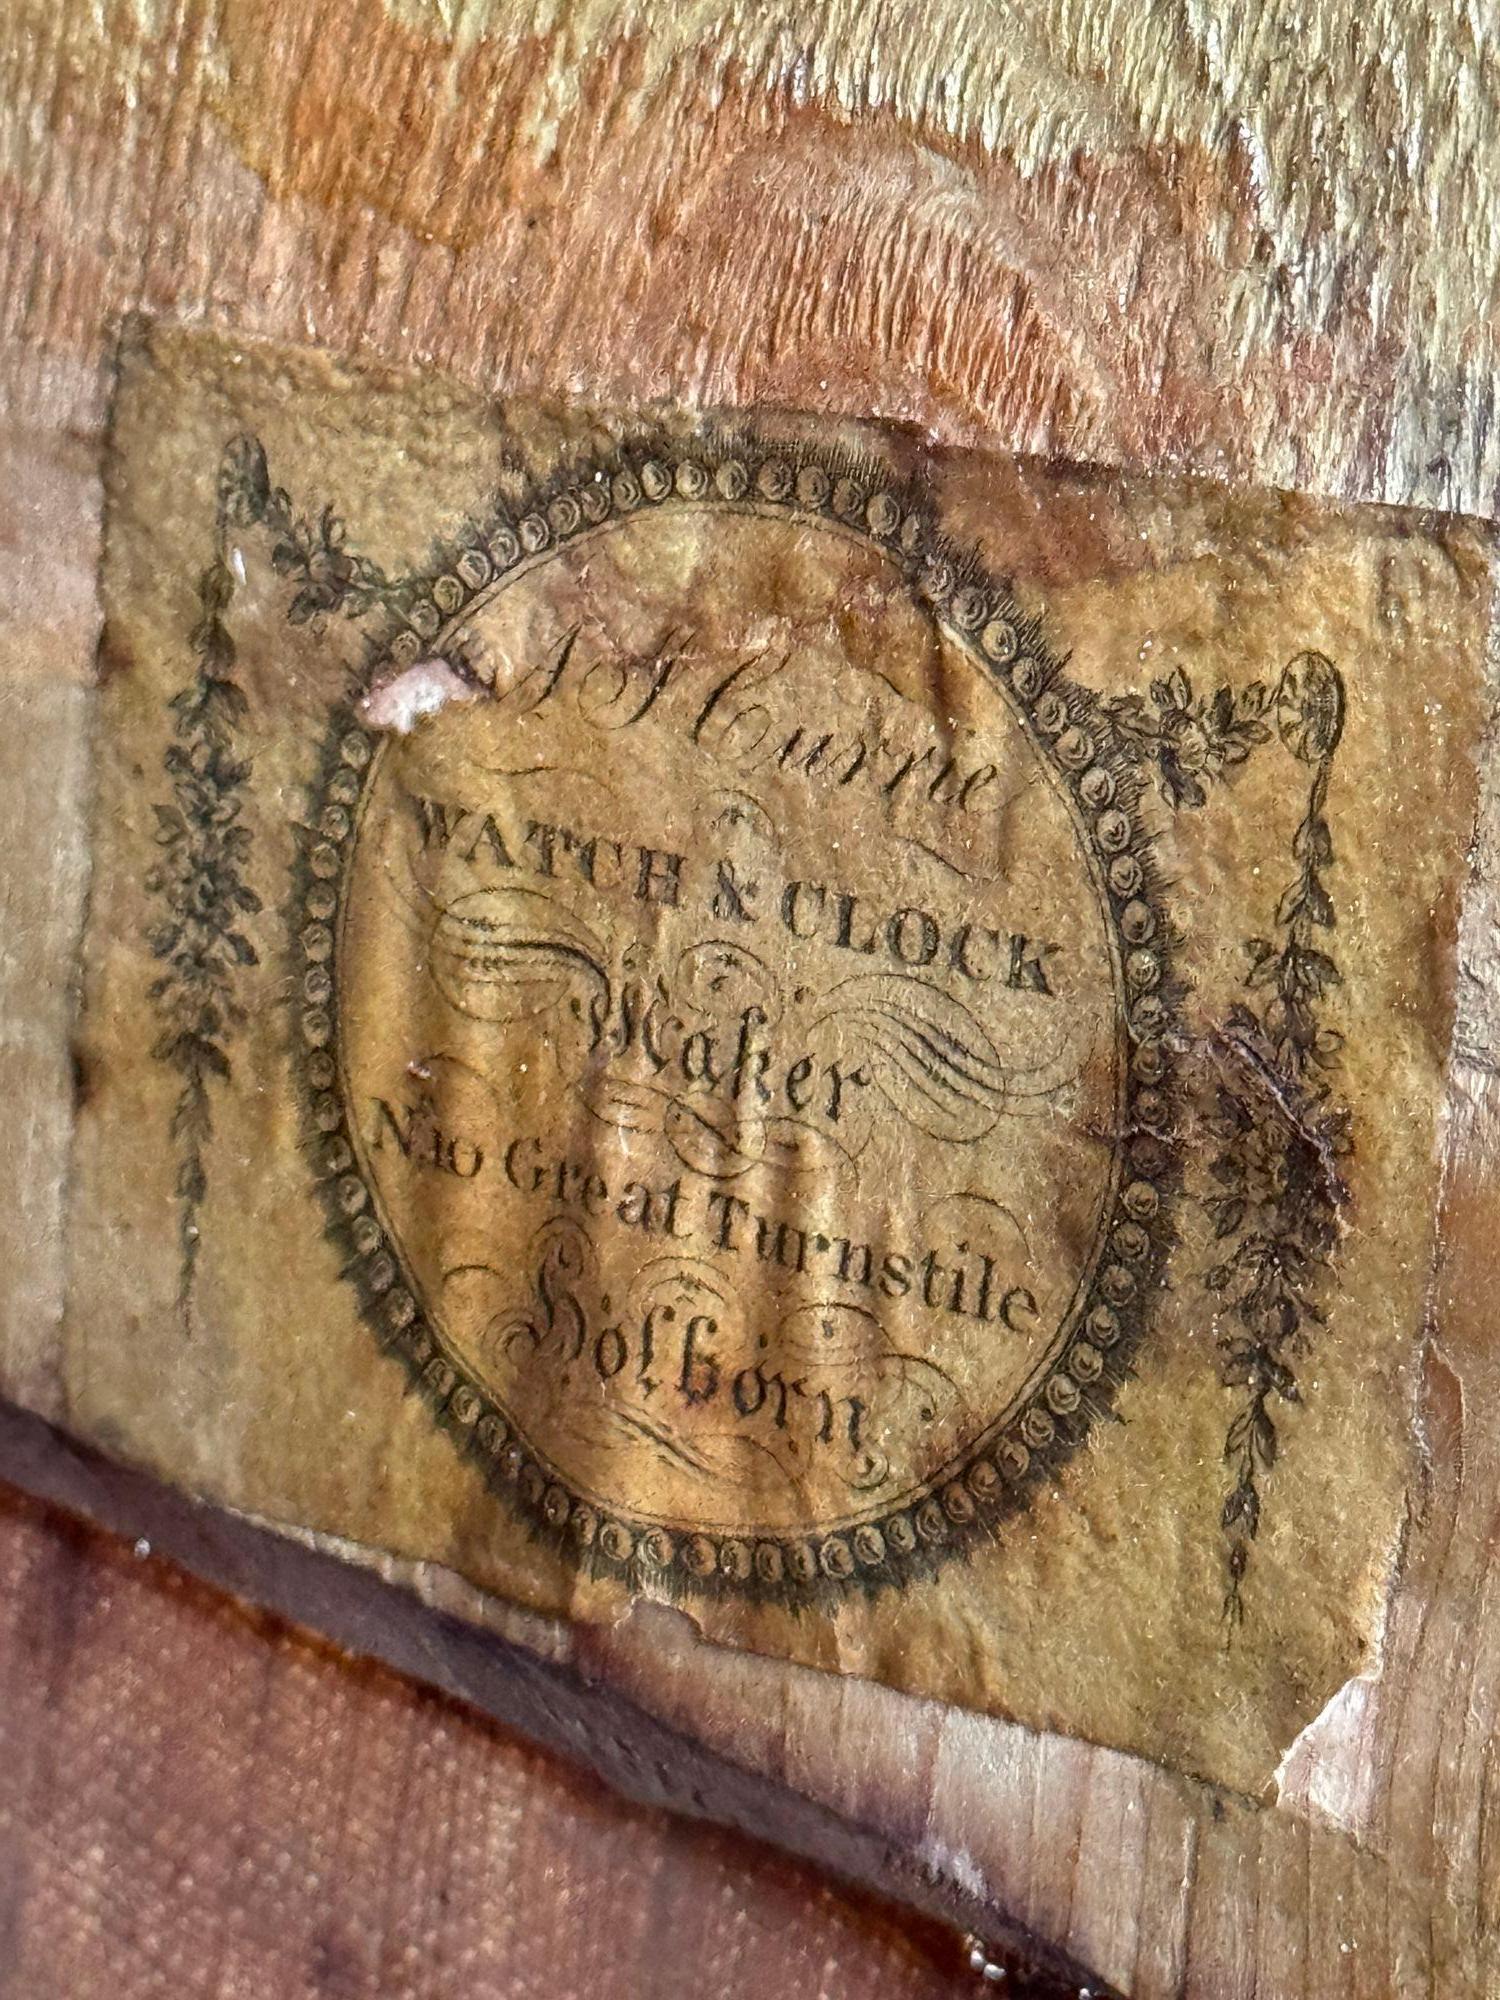 WATCH & CLOCK
Maker
No. 10 Great Turnstile
Holborn